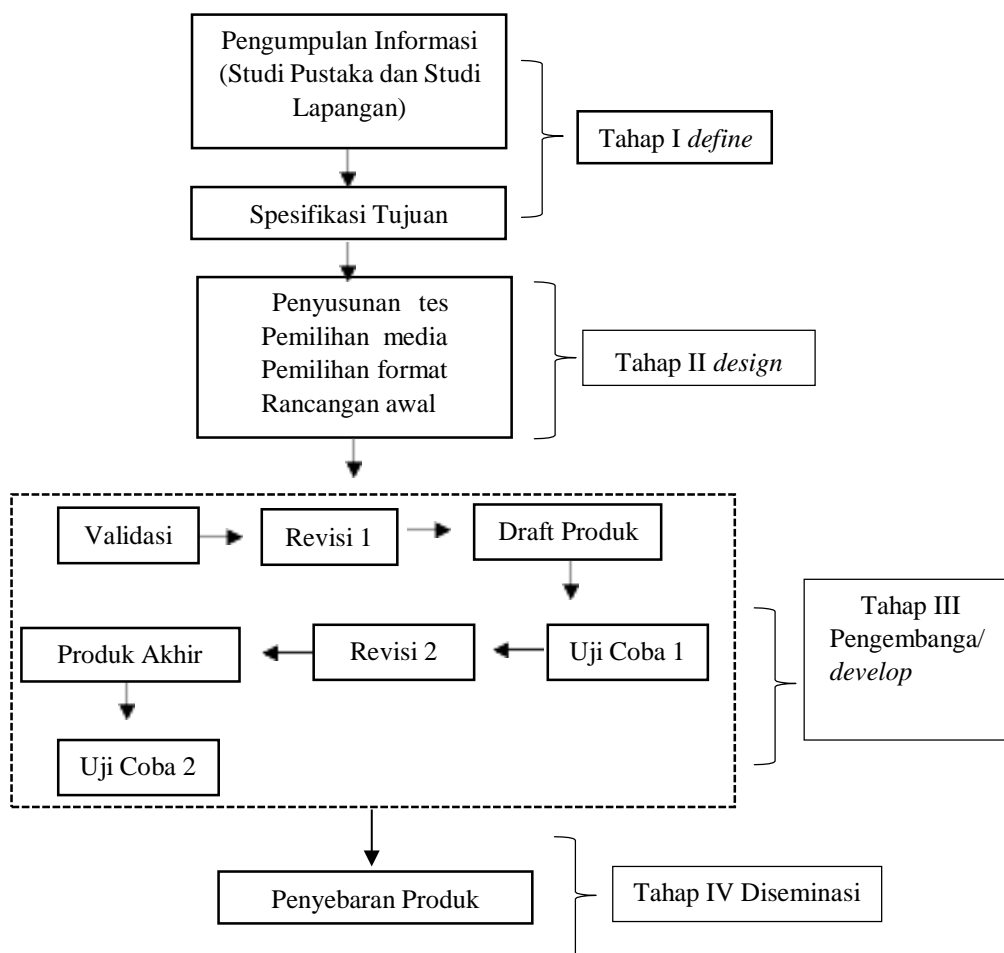 Pengumpulan Informasi
(Studi Pustaka dan Studi
Lapangan)
Tahap I define
Spesifikasi Tujuan
Penyusunan tes
Pemilihan media
Pemilihan format
Rancangan awal
Tahap II design
Validasi
Revisi 1
Draft Produk
Tahap III
Pengembanga/
develop
Produk Akhir
Revisi 2
Uji Coba 1
Uji Coba 2
Penyebaran Produk
Tahap IV Diseminasi